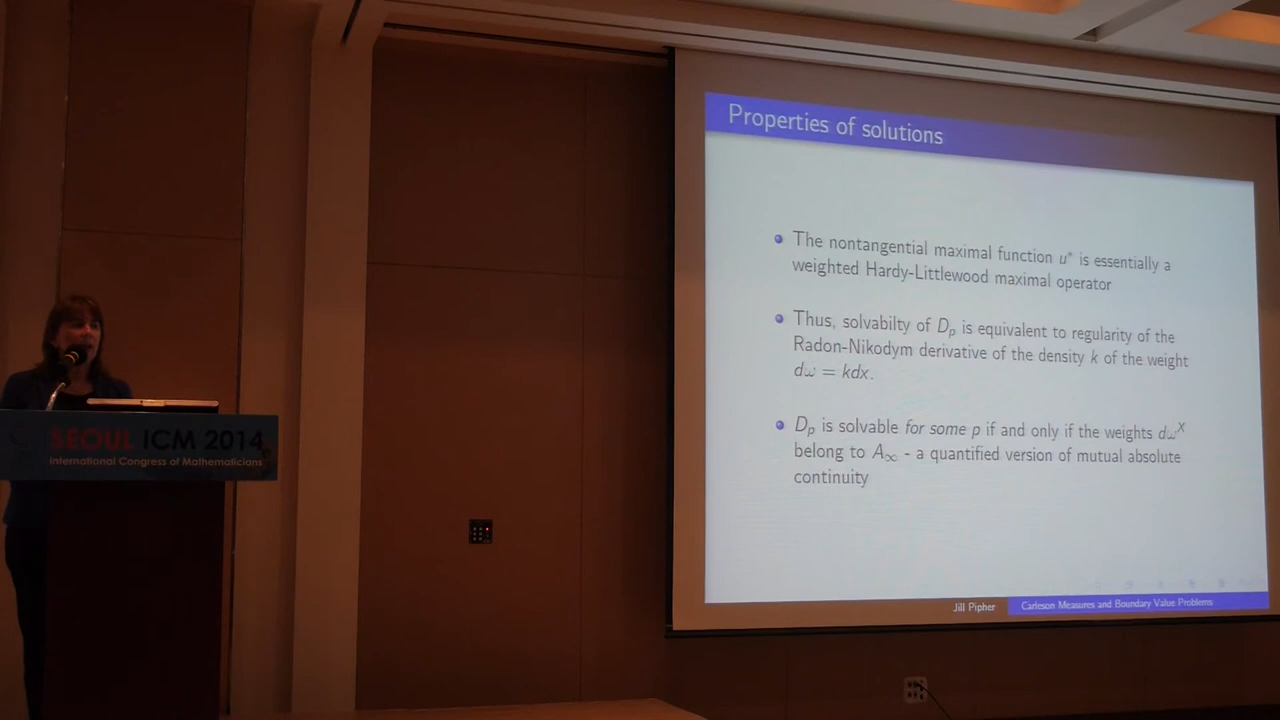 Properties of solutions
The nontangential maximal function u* is essentially a
weighted Hardy-Littlewood maximal operator
Thus, solvabilty of Dp is equivalent to regularity of the
Radon-Nikodym derivative of the density k of the weight
dω = kdx.
Dp is solvable for some p if and only if the weights dω^X
belong to A∞ - a quantified version of mutual absolute
continuity
Jill Pipher
Carleson Measures and Boundary Value Problems
SEOUL ICM 2014
International Congress of Mathematicians